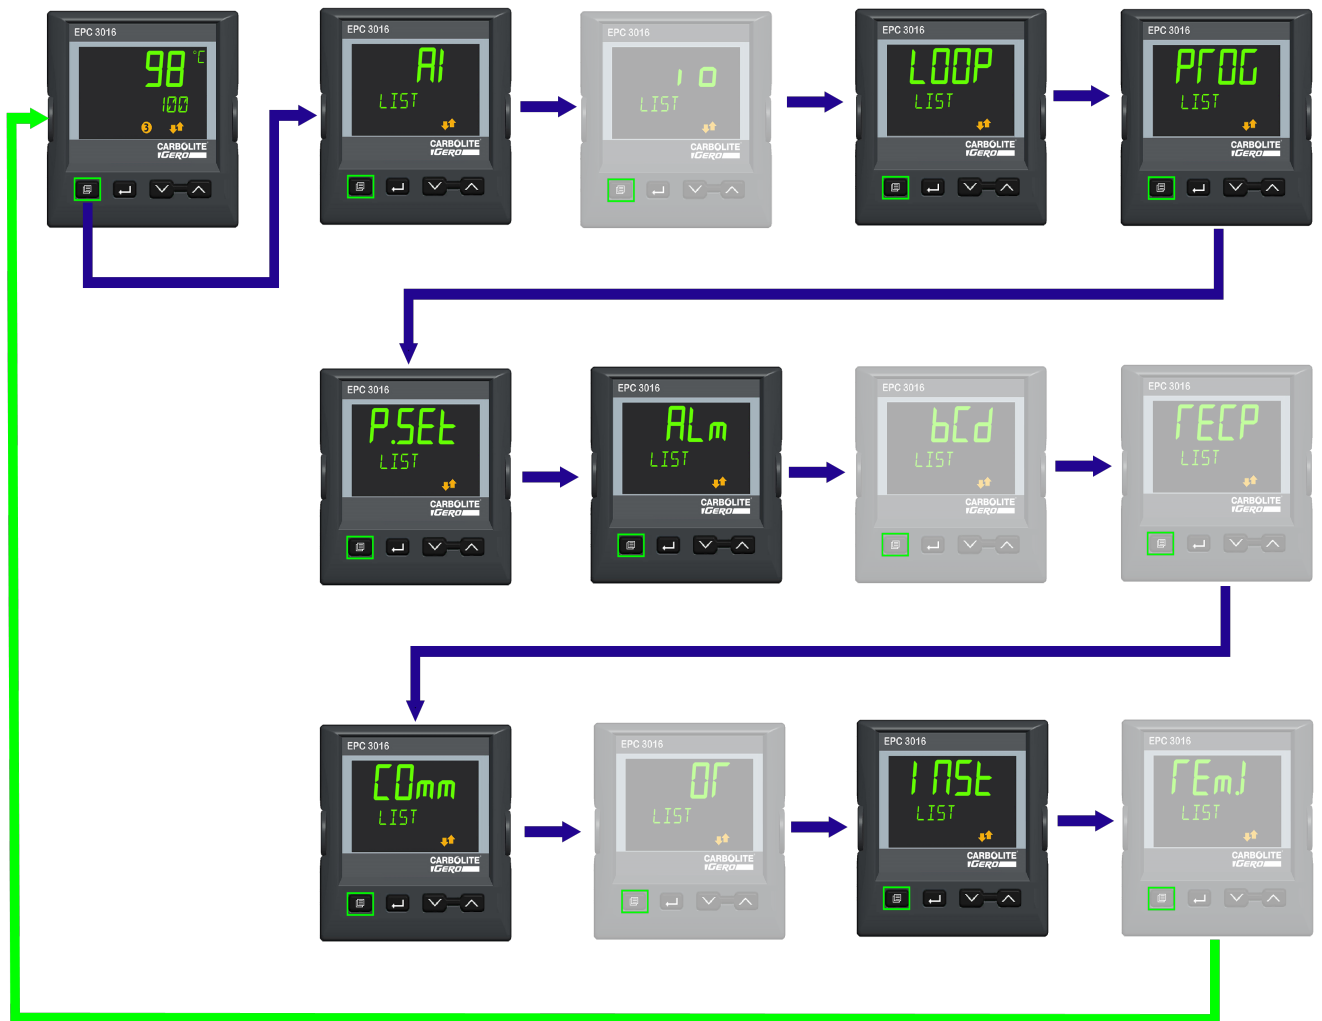 EPC 3016
98 °C
100
3
CARBOLITE
GERO
EPC 3016
AI
LIST
CARBOLITE
GERO
EPC 3016
io
LIST
CARBOLITE
GERO
EPC 3016
LOOP
LIST
CARBOLITE
GERO
EPC 3016
PrOG
LIST
CARBOLITE
GERO
EPC 3016
P.SEt
LIST
CARBOLITE
GERO
EPC 3016
ALm
LIST
CARBOLITE
GERO
EPC 3016
bCd
LIST
CARBOLITE
GERO
EPC 3016
rECP
LIST
CARBOLITE
GERO
EPC 3016
COmm
LIST
CARBOLITE
GERO
EPC 3016
Or
LIST
CARBOLITE
GERO
EPC 3016
InSt
LIST
CARBOLITE
GERO
EPC 3016
rEm.1
LIST
CARBOLITE
GERO